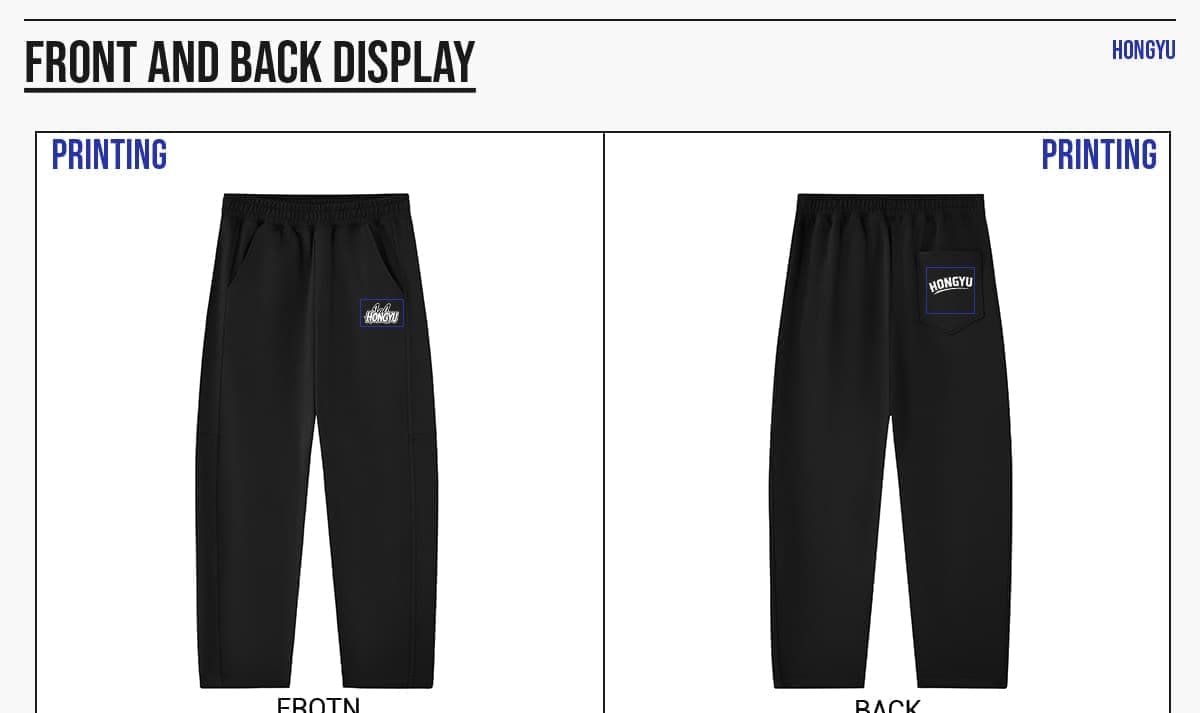 FRONT AND BACK DISPLAY
HONGYU
PRINTING
PRINTING
HONGYU
HONGYU
FROTN
BACK